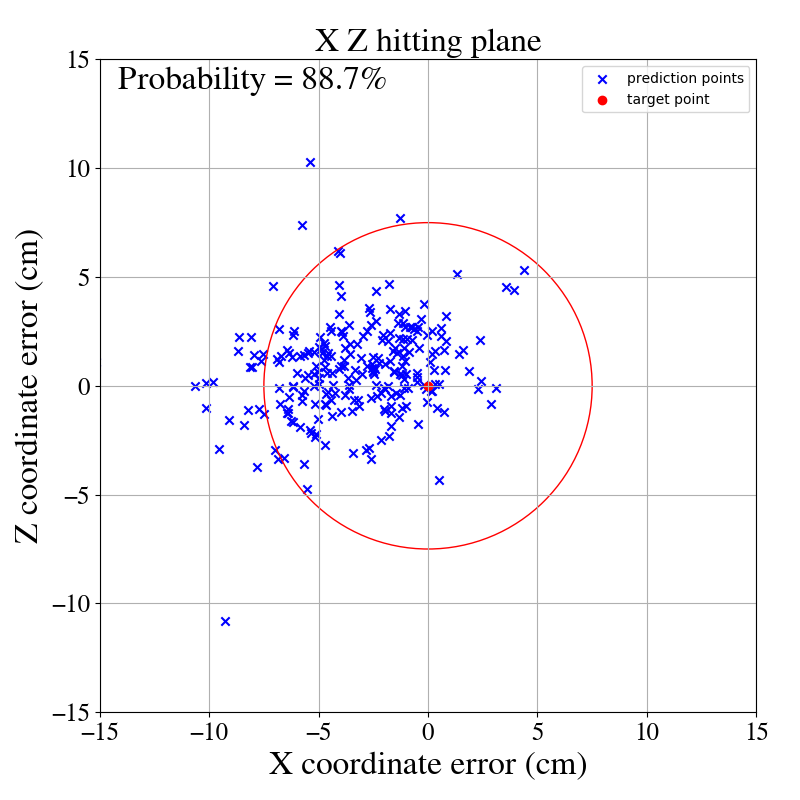 X Z hitting plane
Probability = 88.7%
prediction points
target point
15
10
5
0
−5
−10
−15
Z coordinate error (cm)
−15 −10 −5 0 5 10 15
X coordinate error (cm)